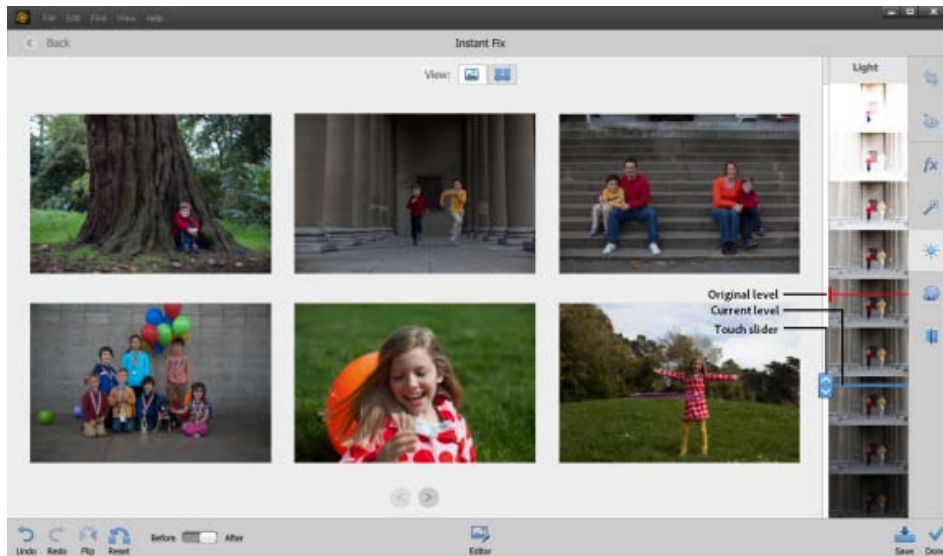 File Edit Find View Help
Back
Instant Fix
View:
Light
fx
Original level
Current level
Touch slider
Undo Redo Flip Reset
Before After
Editor
Save Done